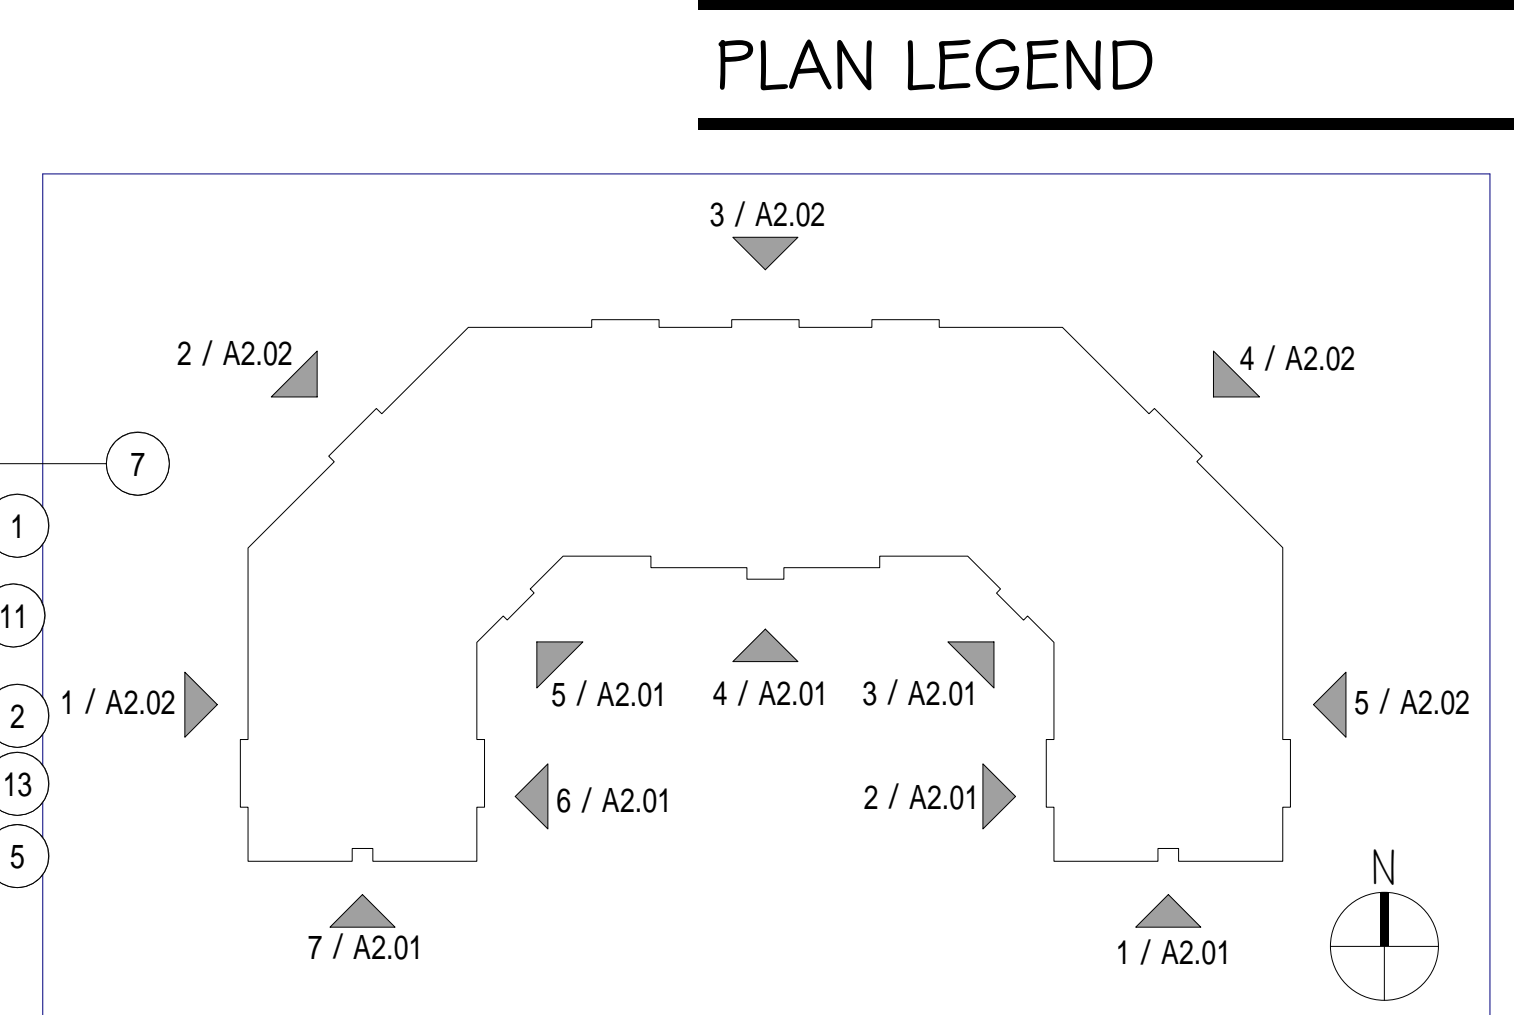 PLAN LEGEND
3 / A2.02
2 / A2.02
4 / A2.02
7
1
11
2
13
5
1 / A2.02
5 / A2.01
4 / A2.01
3 / A2.01
5 / A2.02
6 / A2.01
2 / A2.01
N
7 / A2.01
1 / A2.01